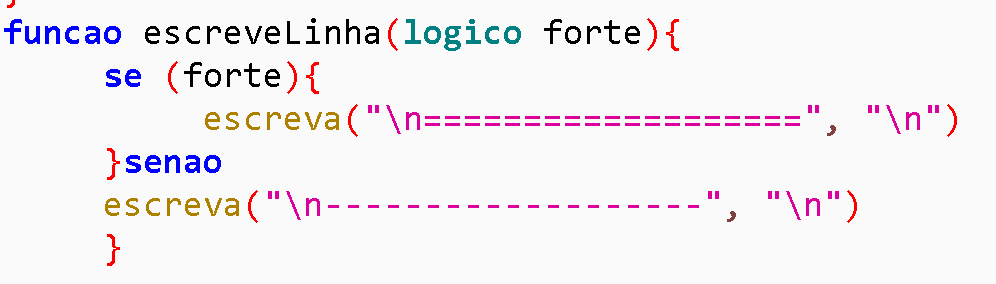 }
funcao escreveLinha(logico forte){
se (forte){
escreva("\n===================", "\n")
}senao
escreva("\n-------------------", "\n")
}